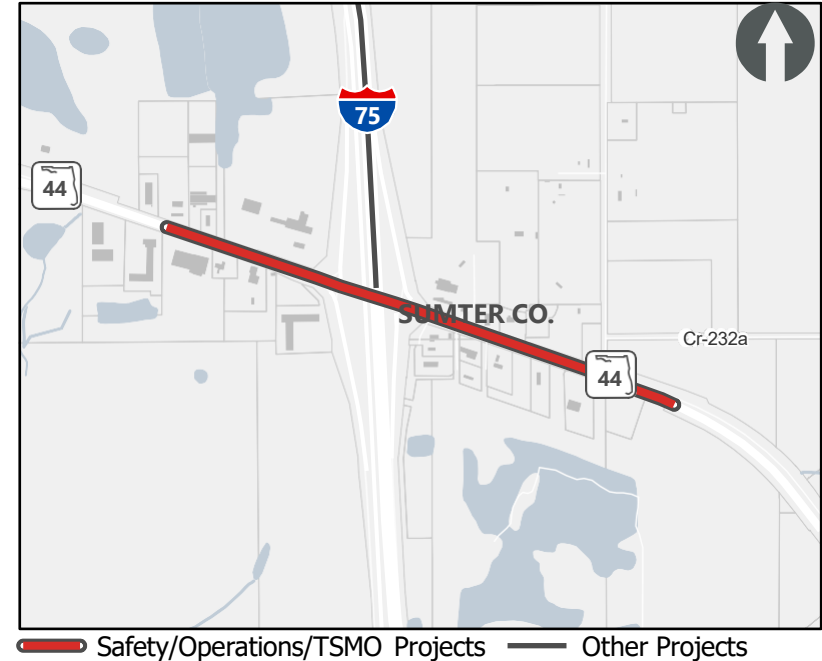 75
44
SUMTER CO.
Cr-232a
44
Safety/Operations/TSMO Projects
Other Projects